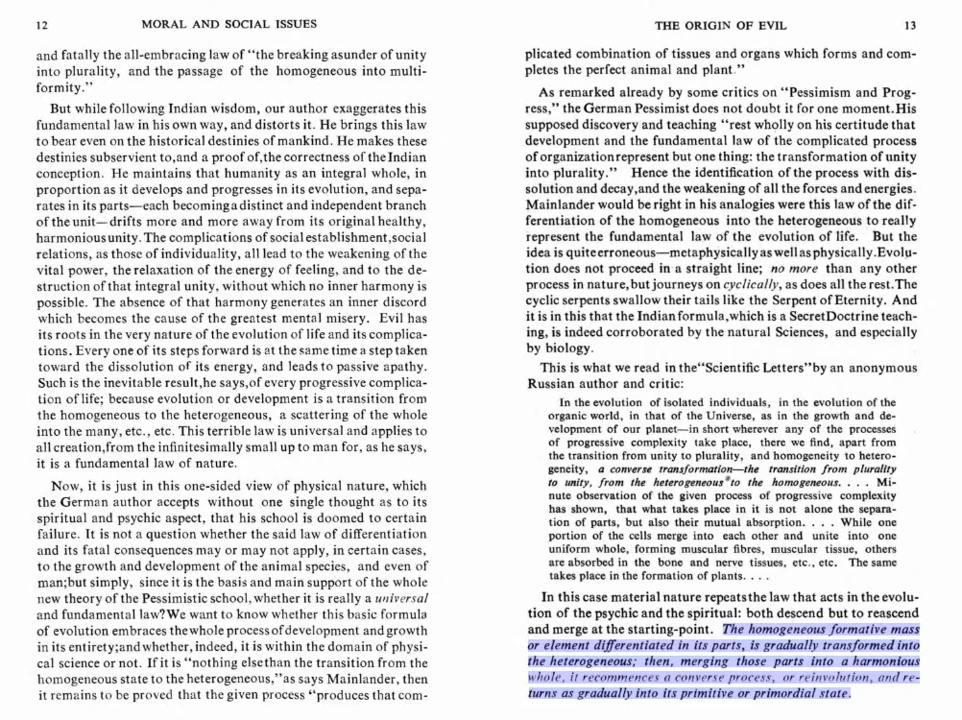 12 MORAL AND SOCIAL ISSUES
and fatally the all-embracing law of "the breaking asunder of unity
into plurality, and the passage of the homogeneous into multi-
formity."
But while following Indian wisdom, our author exaggerates this
fundamental law in his own way, and distorts it. He brings this law
to bear even on the historical destinies of mankind. He makes these
destinies subservient to,and a proof of,the correctness of the Indian
conception. He maintains that humanity as an integral whole, in
proportion as it develops and progresses in its evolution, and sepa-
rates in its parts—each becoming a distinct and independent branch
of the unit—drifts more and more away from its original healthy,
harmonious unity. The complications of social establishment,social
relations, as those of individuality, all lead to the weakening of the
vital power, the relaxation of the energy of feeling, and to the de-
struction of that integral unity, without which no inner harmony is
possible. The absence of that harmony generates an inner discord
which becomes the cause of the greatest mental misery. Evil has
its roots in the very nature of the evolution of life and its complica-
tions. Every one of its steps forward is at the same time a step taken
toward the dissolution of its energy, and leads to passive apathy.
Such is the inevitable result,he says,of every progressive complica-
tion of life; because evolution or development is a transition from
the homogeneous to the heterogeneous, a scattering of the whole
into the many, etc., etc. This terrible law is universal and applies to
all creation,from the infinitesimally small up to man for, as he says,
it is a fundamental law of nature.
Now, it is just in this one-sided view of physical nature, which
the German author accepts without one single thought as to its
spiritual and psychic aspect, that his school is doomed to certain
failure. It is not a question whether the said law of differentiation
and its fatal consequences may or may not apply, in certain cases,
to the growth and development of the animal species, and even of
man;but simply, since it is the basis and main support of the whole
new theory of the Pessimistic school, whether it is really a universal
and fundamental law?We want to know whether this basic formula
of evolution embraces the whole process of development and growth
in its entirety;and whether, indeed, it is within the domain of physi-
cal science or not. If it is "nothing else than the transition from the
homogeneous state to the heterogeneous,"as says Mainlander, then
it remains to be proved that the given process "produces that com-
THE ORIGIN OF EVIL 13
plicated combination of tissues and organs which forms and com-
pletes the perfect animal and plant."
As remarked already by some critics on "Pessimism and Prog-
ress," the German Pessimist does not doubt it for one moment.His
supposed discovery and teaching "rest wholly on his certitude that
development and the fundamental law of the complicated process
of organization represent but one thing: the transformation of unity
into plurality." Hence the identification of the process with dis-
solution and decay,and the weakening of all the forces and energies.
Mainlander would be right in his analogies were this law of the dif-
ferentiation of the homogeneous into the heterogeneous to really
represent the fundamental law of the evolution of life. But the
idea is quite erroneous—metaphysically as well as physically.Evolu-
tion does not proceed in a straight line; no more than any other
process in nature,but journeys on cyclically, as does all the rest.The
cyclic serpents swallow their tails like the Serpent of Eternity. And
it is in this that the Indian formula,which is a Secret Doctrine teach-
ing, is indeed corroborated by the natural Sciences, and especially
by biology.
This is what we read in the"Scientific Letters"by an anonymous
Russian author and critic:
In the evolution of isolated individuals, in the evolution of the
organic world, in that of the Universe, as in the growth and de-
velopment of our planet—in short wherever any of the processes
of progressive complexity take place, there we find, apart from
the transition from unity to plurality, and homogeneity to hetero-
geneity, a converse transformation—the transition from plurality
to unity, from the heterogeneous to the homogeneous. . . . Mi-
nute observation of the given process of progressive complexity
has shown, that what takes place in it is not alone the separa-
tion of parts, but also their mutual absorption. . . . While one
portion of the cells merge into each other and unite into one
uniform whole, forming muscular fibres, muscular tissue, others
are absorbed in the bone and nerve tissues, etc., etc. The same
takes place in the formation of plants. . . .
In this case material nature repeats the law that acts in the evolu-
tion of the psychic and the spiritual: both descend but to reascend
and merge at the starting-point. The homogeneous formative mass
or element differentiated in its parts, is gradually transformed into
the heterogeneous; then, merging those parts into a harmonious
whole, it recommences a converse process, or reinvolution, and re-
turns as gradually into its primitive or primordial state.